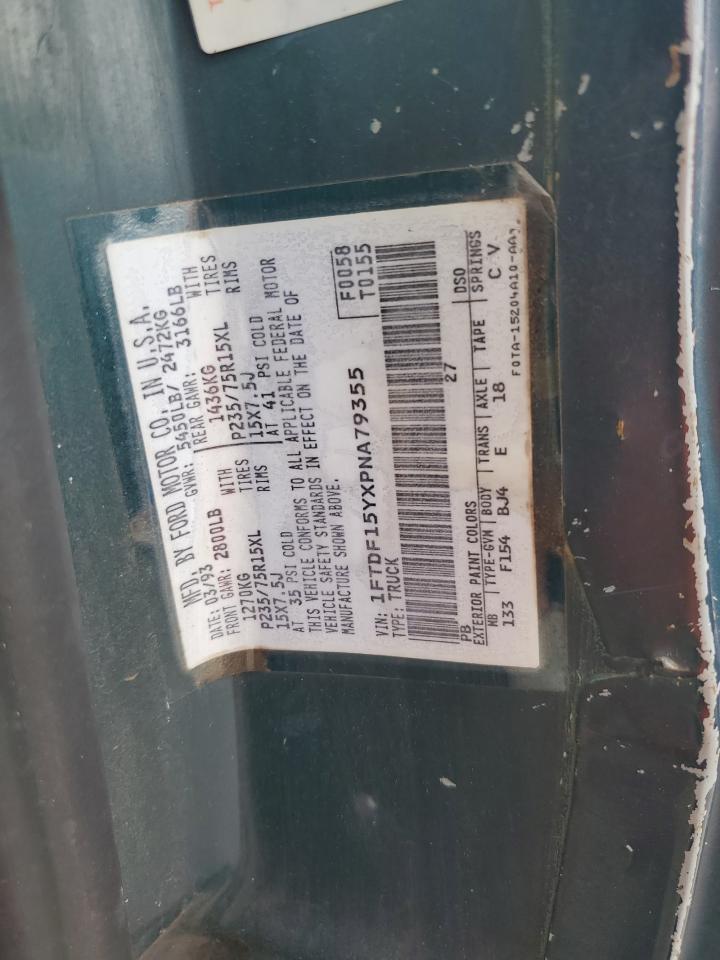 MFD. BY FORD MOTOR CO. IN U.S.A.
DATE: 03/93 GVWR: 5450LB/ 2472KG
FRONT GAWR: 2800LB REAR GAWR: 3166LB
1270KG WITH 1436KG WITH
P235/75R15XL TIRES P235/75R15XL TIRES
15X7.5J RIMS 15X7.5J RIMS
AT 35 PSI COLD AT 41 PSI COLD
THIS VEHICLE CONFORMS TO ALL APPLICABLE FEDERAL MOTOR
VEHICLE SAFETY STANDARDS IN EFFECT ON THE DATE OF
MANUFACTURE SHOWN ABOVE.
F0058
T0155
VIN: 1FTDF15YXPNA79355
TYPE: TRUCK
PB 27 DSO
EXTERIOR PAINT COLORS
WB TYPE-GVW BODY TRANS AXLE TAPE SPRINGS
133 F154 BJ4 E 18 C V